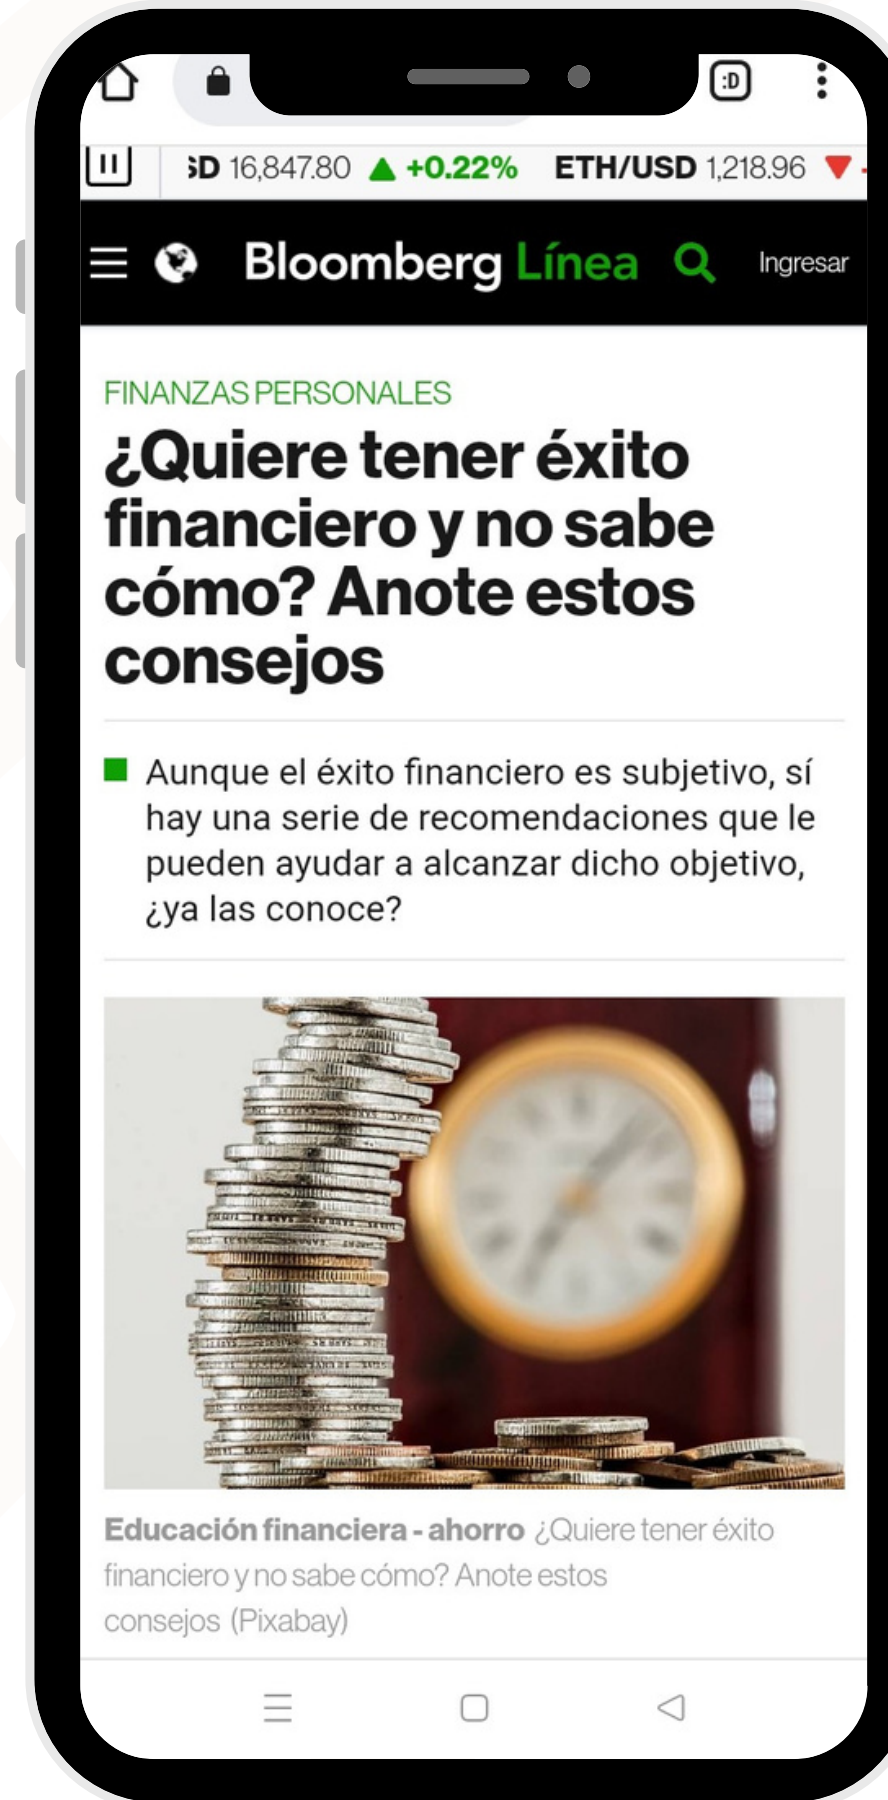 :D
16,847.80 +0.22% ETH/USD 1,218.96
Bloomberg Línea Ingresar
FINANZAS PERSONALES
¿Quiere tener éxito
financiero y no sabe
cómo? Anote estos
consejos
Aunque el éxito financiero es subjetivo, sí
hay una serie de recomendaciones que le
pueden ayudar a alcanzar dicho objetivo,
¿ya las conoce?
Educación financiera - ahorro ¿Quiere tener éxito
financiero y no sabe cómo? Anote estos
consejos (Pixabay)